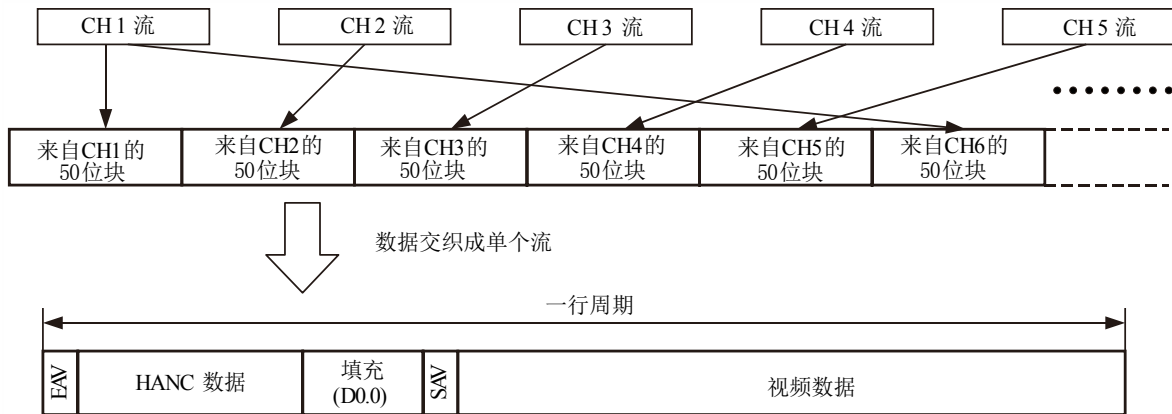 CH 1 流
CH 2 流
CH 3 流
CH 4 流
CH 5 流
来自CH1的
50位块
来自CH2的
50位块
来自CH3的
50位块
来自CH4的
50位块
来自CH5的
50位块
来自CH6的
50位块
数据交织成单个流
一行周期
EAV
HANC 数据
填充
(D0.0)
SAV
视频数据